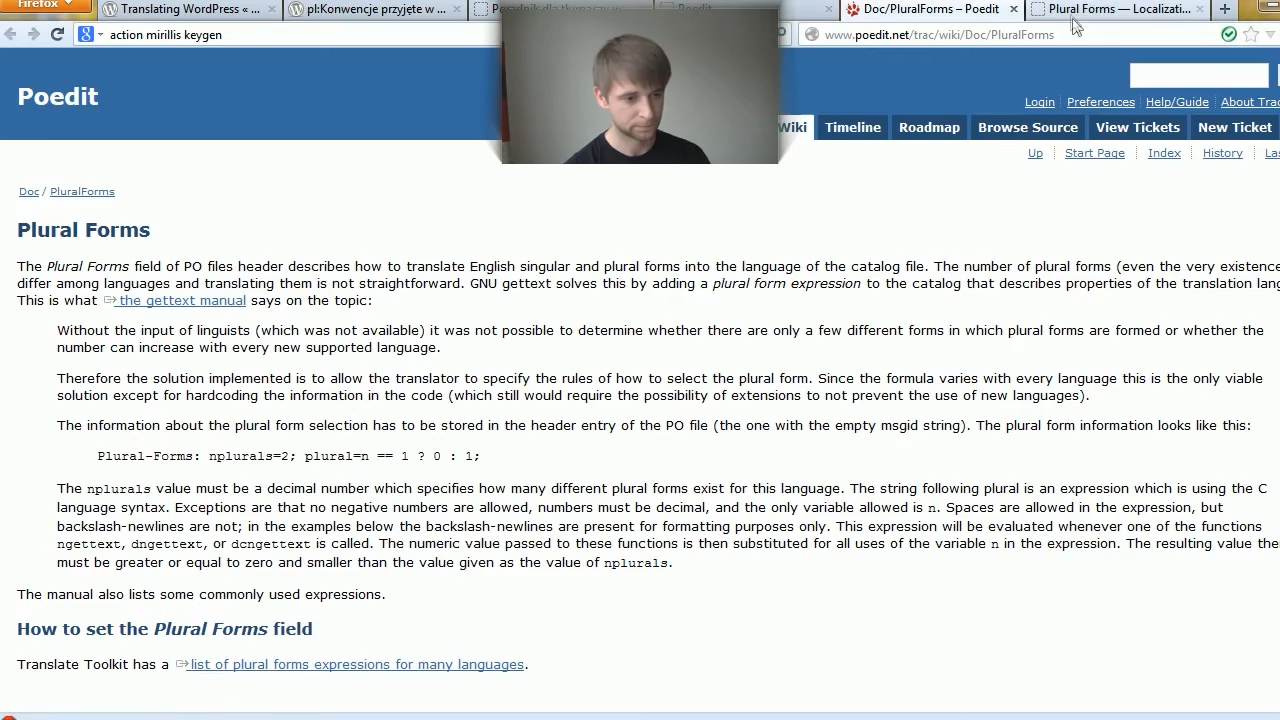 Firefox
Translating WordPress « ...
pl:Konwencje przyjęte w ...
Doc/PluralForms – Poedit
Plural Forms — Localizati...
action mirillis keygen
www.poedit.net/trac/wiki/Doc/PluralForms
Poedit
Login
Preferences
Help/Guide
About Trac
Wiki
Timeline
Roadmap
Browse Source
View Tickets
New Ticket
Up
Start Page
Index
History
Las
Doc / PluralForms
Plural Forms
The Plural Forms field of PO files header describes how to translate English singular and plural forms into the language of the catalog file. The number of plural forms (even the very existence
differ among languages and translating them is not straightforward. GNU gettext solves this by adding a plural form expression to the catalog that describes properties of the translation lang
This is what the gettext manual says on the topic:
Without the input of linguists (which was not available) it was not possible to determine whether there are only a few different forms in which plural forms are formed or whether the
number can increase with every new supported language.
Therefore the solution implemented is to allow the translator to specify the rules of how to select the plural form. Since the formula varies with every language this is the only viable
solution except for hardcoding the information in the code (which still would require the possibility of extensions to not prevent the use of new languages).
The information about the plural form selection has to be stored in the header entry of the PO file (the one with the empty msgid string). The plural form information looks like this:
Plural-Forms: nplurals=2; plural=n == 1 ? 0 : 1;
The nplurals value must be a decimal number which specifies how many different plural forms exist for this language. The string following plural is an expression which is using the C
language syntax. Exceptions are that no negative numbers are allowed, numbers must be decimal, and the only variable allowed is n. Spaces are allowed in the expression, but
backslash-newlines are not; in the examples below the backslash-newlines are present for formatting purposes only. This expression will be evaluated whenever one of the functions
ngettext, dngettext, or dcngettext is called. The numeric value passed to these functions is then substituted for all uses of the variable n in the expression. The resulting value then
must be greater or equal to zero and smaller than the value given as the value of nplurals.
The manual also lists some commonly used expressions.
How to set the Plural Forms field
Translate Toolkit has a list of plural forms expressions for many languages.